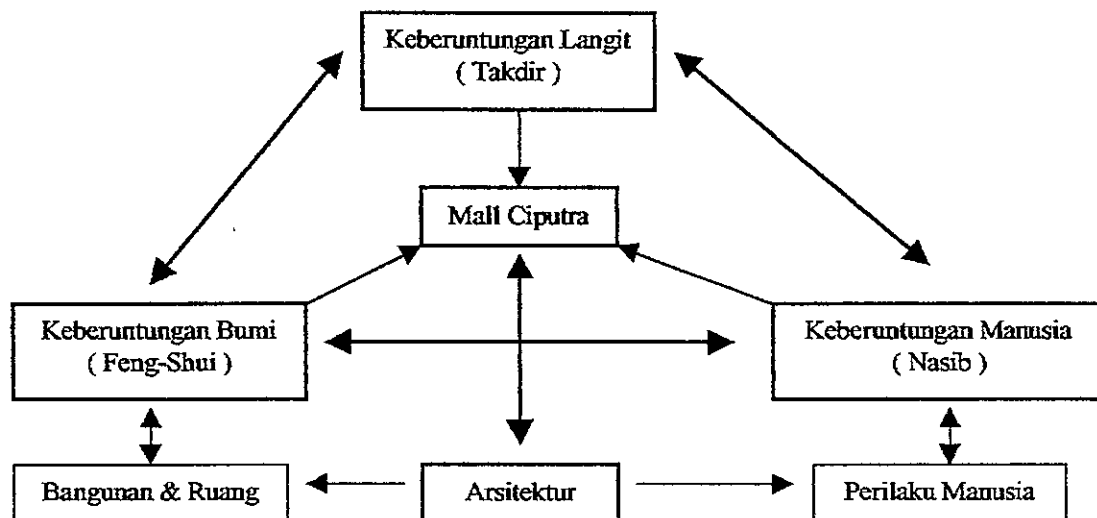 Keberuntungan Langit
( Takdir )
Mall Ciputra
Keberuntungan Bumi
( Feng-Shui )
Keberuntungan Manusia
( Nasib )
Bangunan & Ruang
Arsitektur
Perilaku Manusia